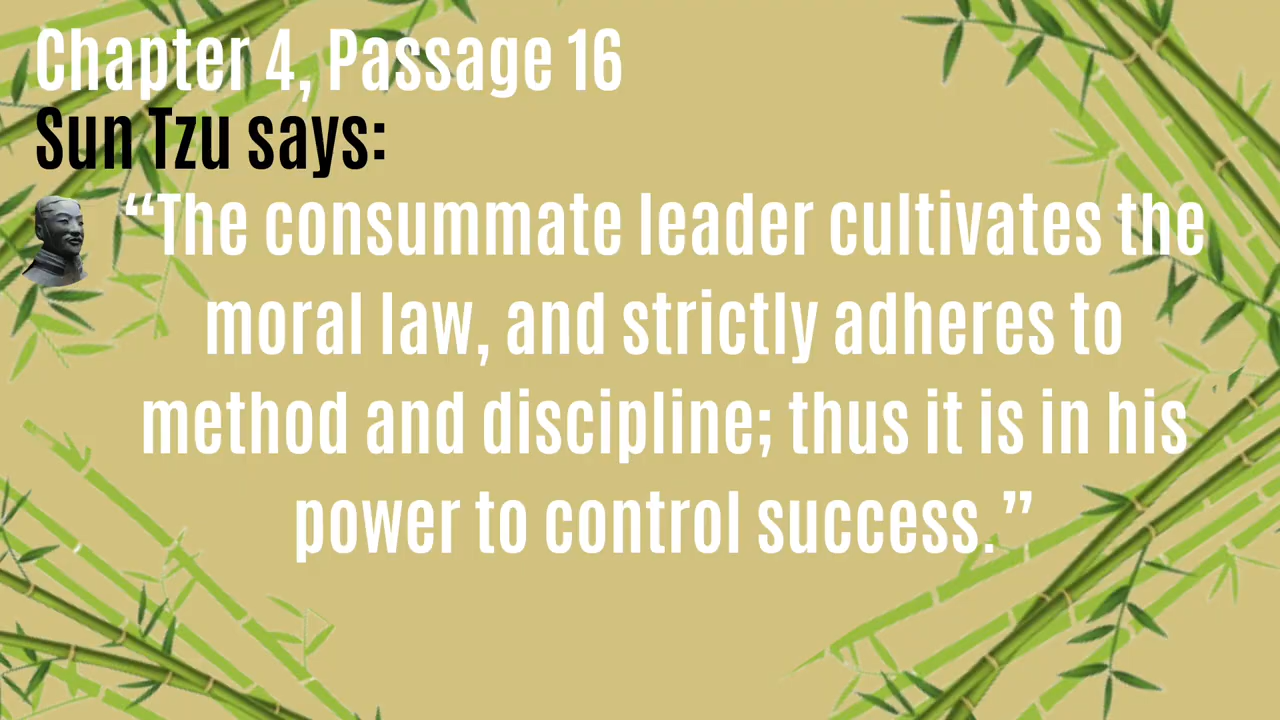 Chapter 4, Passage 16
Sun Tzu says:
“The consummate leader cultivates the
moral law, and strictly adheres to
method and discipline; thus it is in his
power to control success.”